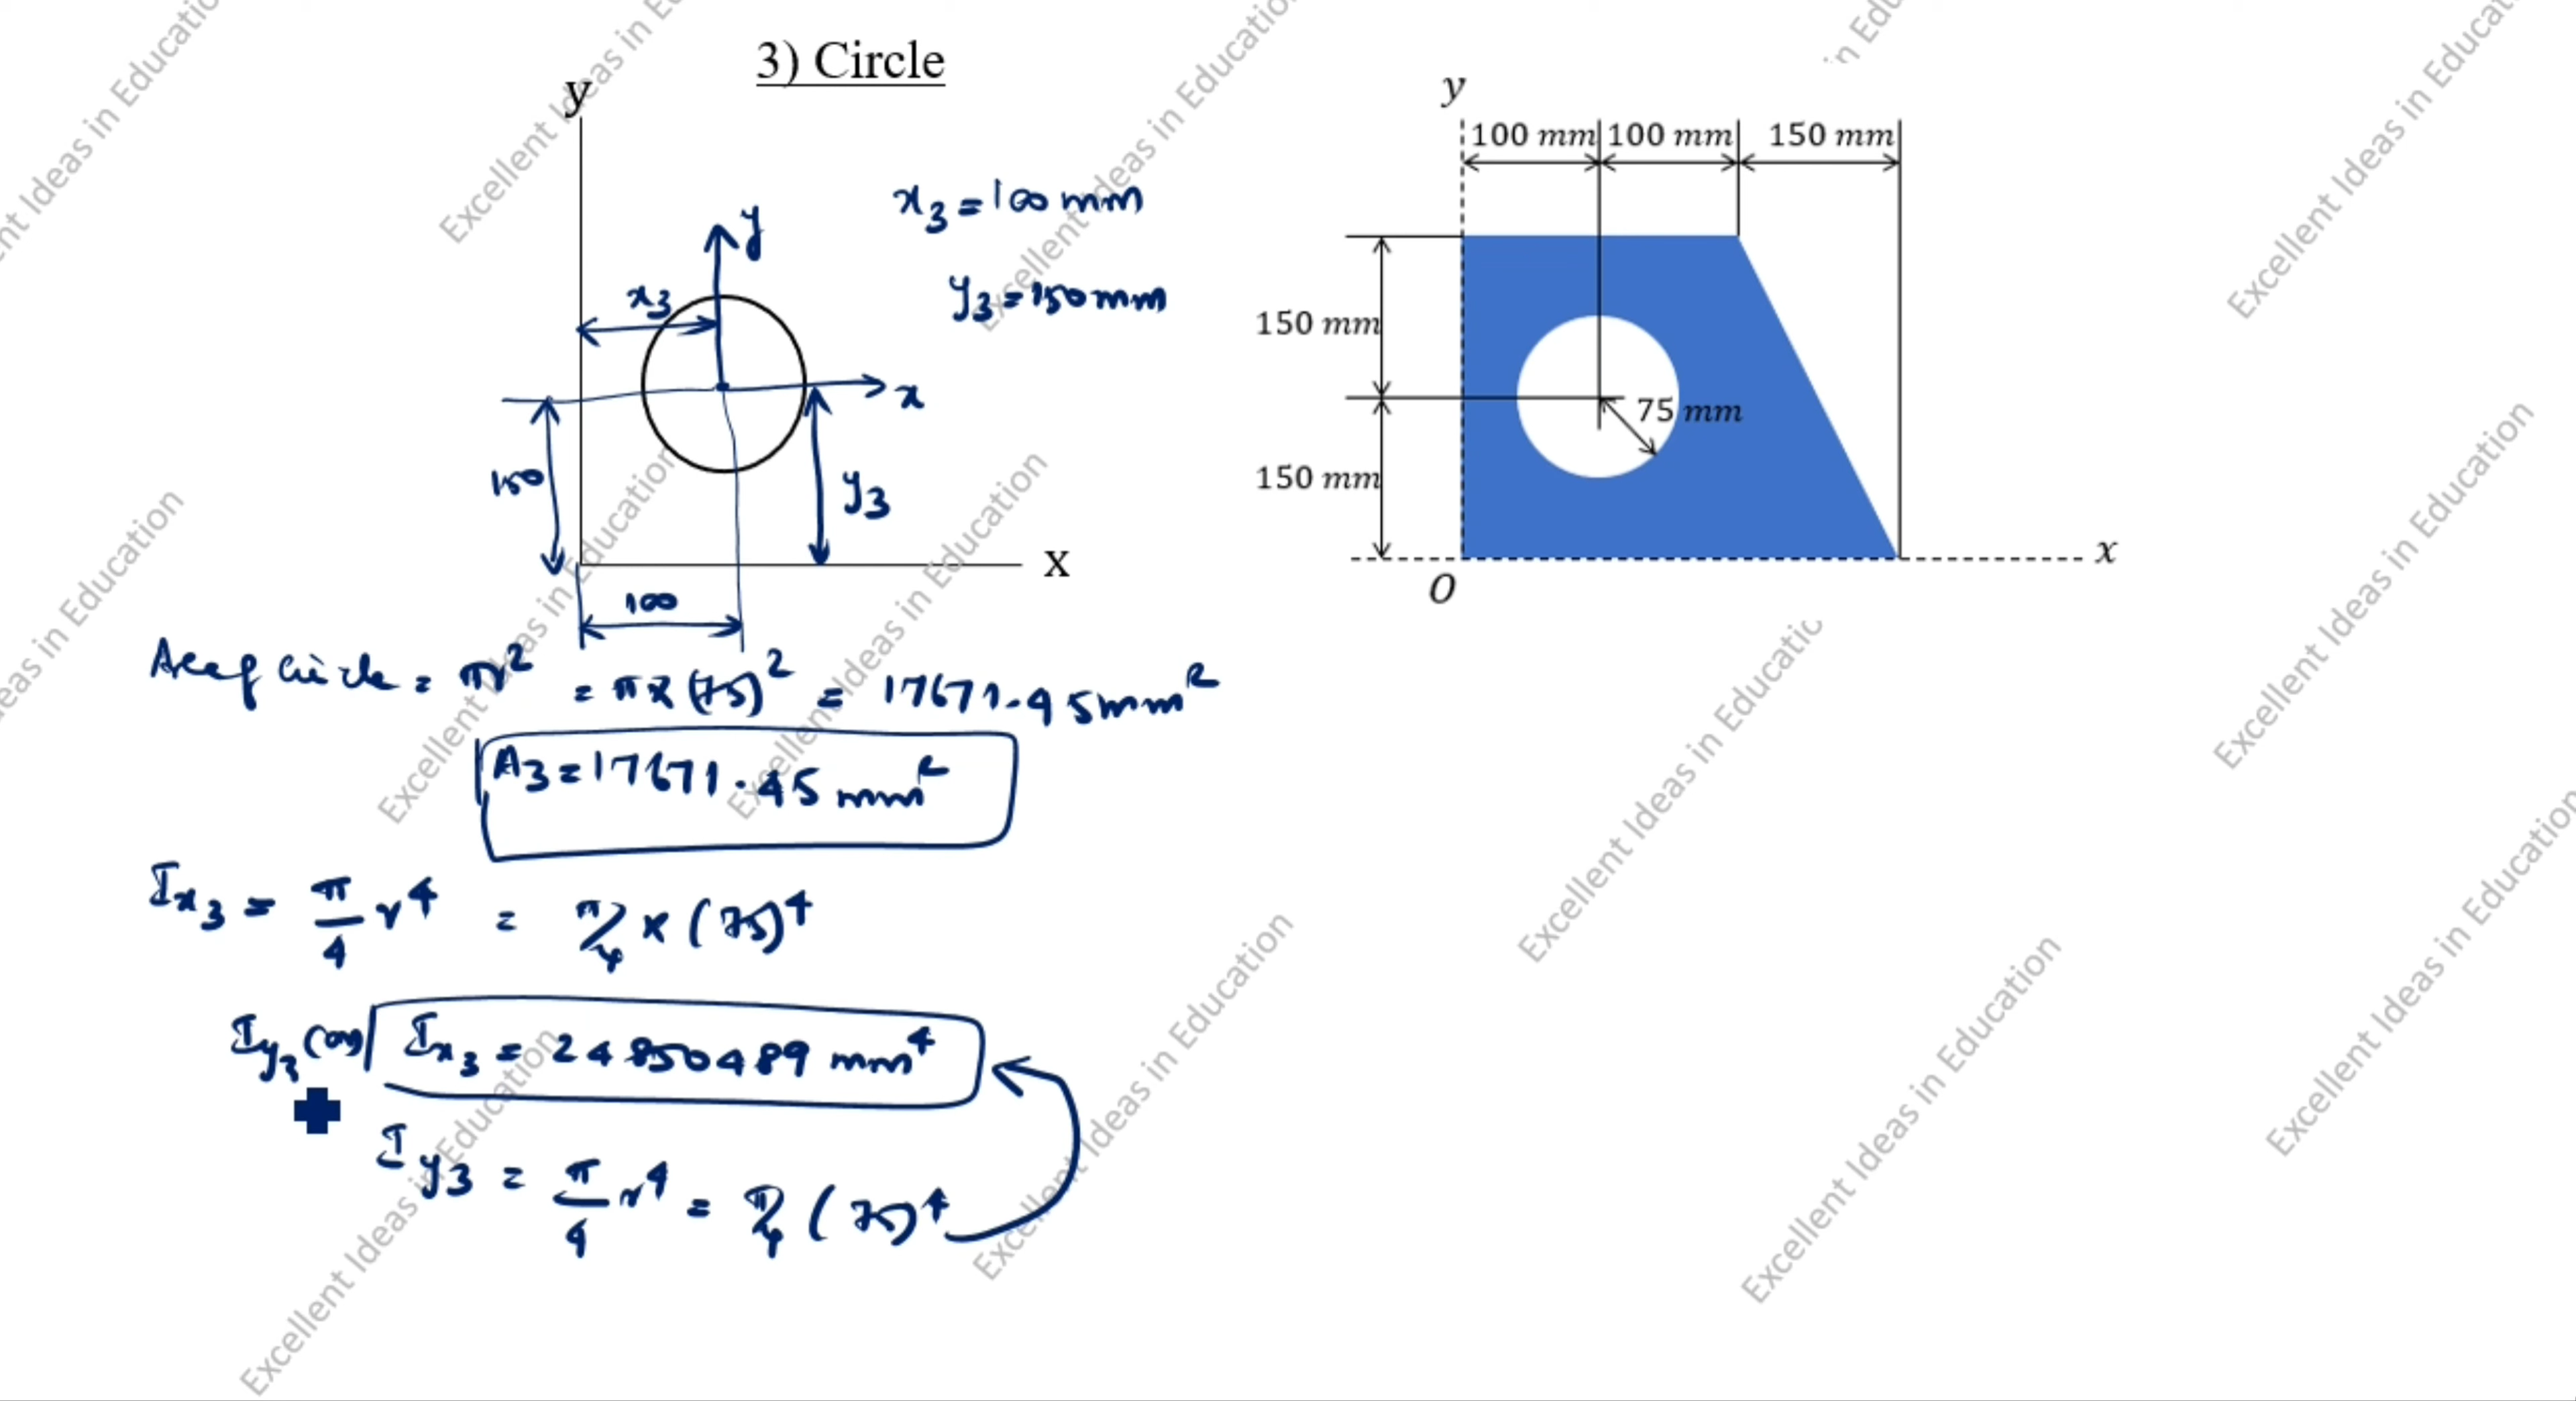 3) Circle
y
x₃ = 100 mm
y₃ = 150 mm
y
x₃
x
150
y₃
x
100
y
100 mm 100 mm 150 mm
150 mm
75 mm
150 mm
x
O
Area of circle = πr² = π × (75)² = 17671.45 mm²
A₃ = 17671.45 mm²
Ix₃ = π/4 r⁴ = π/4 × (75)⁴
Iy₃ (or) Ix₃ = 24850489 mm⁴
Iy₃ = π/4 r⁴ = π/4 (75)⁴
Excellent Ideas in Education